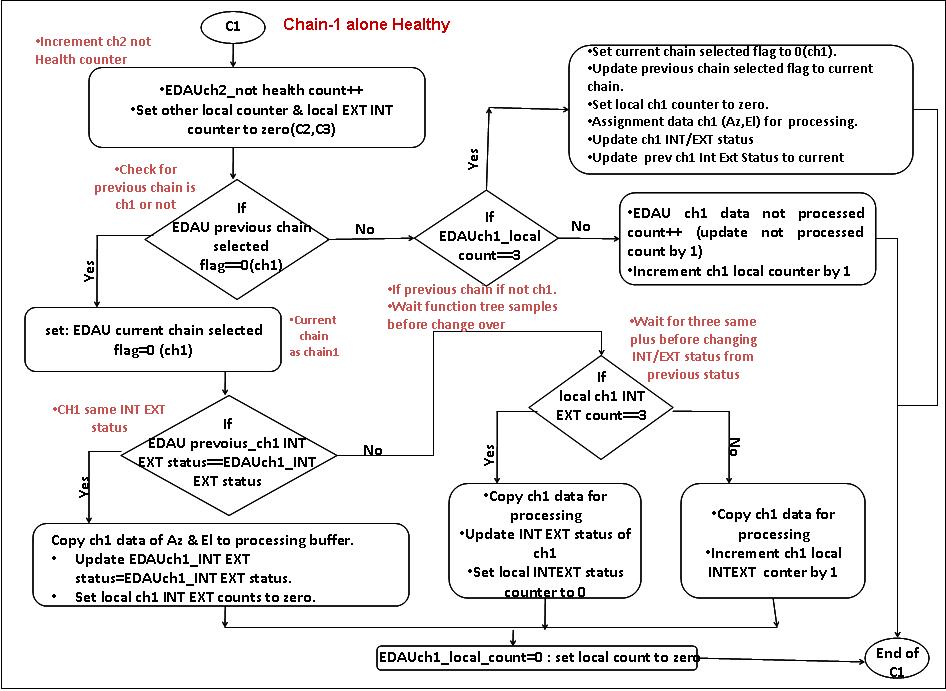 C1
Chain-1 alone Healthy
•Increment ch2 not
Health counter
•EDAUch2_not health count++
•Set other local counter & local EXT INT
counter to zero(C2,C3)
•Set current chain selected flag to 0(ch1).
•Update previous chain selected flag to current
chain.
•Set local ch1 counter to zero.
•Assignment data ch1 (Az,El) for processing.
•Update ch1 INT/EXT status
•Update prev ch1 Int Ext Status to current
•Check for
previous chain is
ch1 or not
If
EDAU previous chain
selected
flag==0(ch1)
No
Yes
If
EDAUch1_local
count==3
Yes
No
•EDAU ch1 data not processed
count++ (update not processed
count by 1)
•Increment ch1 local counter by 1
•If previous chain if not ch1.
•Wait function tree samples
before change over
set: EDAU current chain selected
flag=0 (ch1)
•Current
chain
as chain1
•Wait for three same
plus before changing
INT/EXT status from
previous status
If
local ch1 INT
EXT count==3
Yes
No
•CH1 same INT EXT
status
If
EDAU prevoius_ch1 INT
EXT status==EDAUch1_INT
EXT status
No
Yes
Copy ch1 data of Az & El to processing buffer.
• Update EDAUch1_INT EXT
status=EDAUch1_INT EXT status.
• Set local ch1 INT EXT counts to zero.
•Copy ch1 data for
processing
•Update INT EXT status of
ch1
•Set local INTEXT status
counter to 0
•Copy ch1 data for
processing
•Increment ch1 local
INTEXT conter by 1
EDAUch1_local_count=0 : set local count to zero
End of
C1